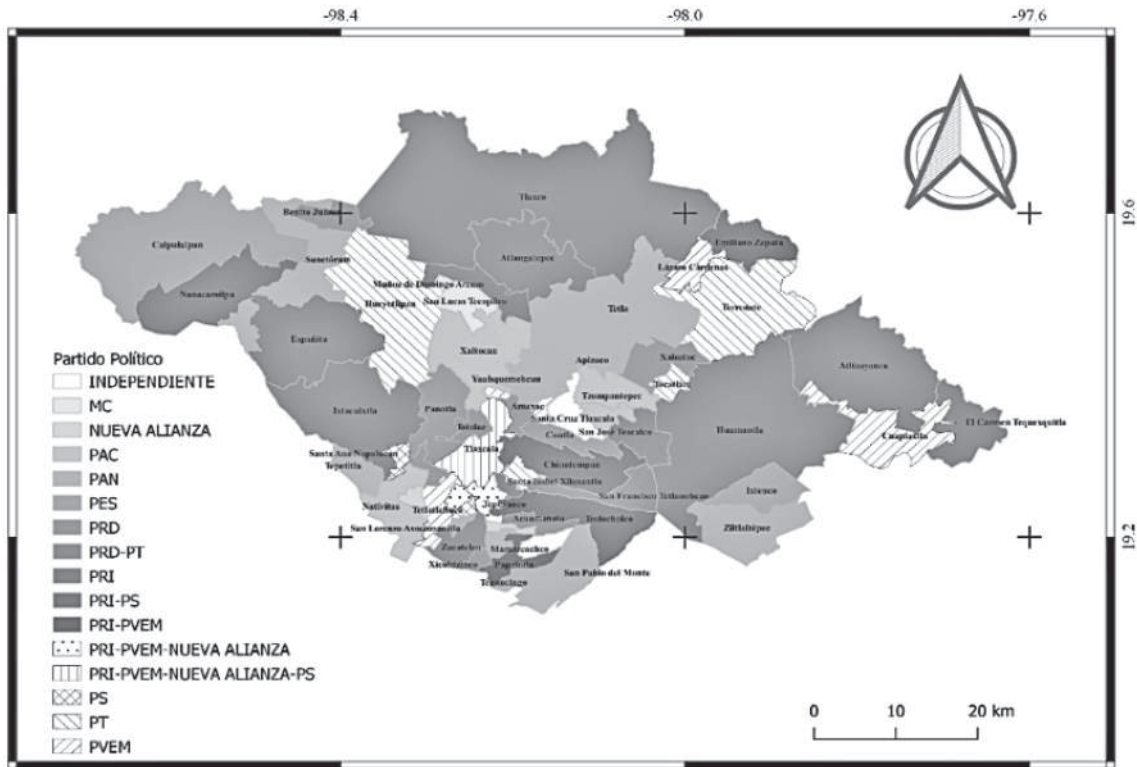 -98.4 -98.0 -97.6
19.6
19.2
Tlaxco
Benito Juárez
Calpulalpan
Emiliano Zapata
Sanctórum
Atlangatepec
Lázaro Cárdenas
Nanacamilpa
Muñoz de Domingo Arenas
Hueyotlipan
San Lucas Tecopilco
Terrenate
Tetla
Españita
Xaltocan
Apizaco
Xaloztoc
Atltzayanca
Yauhquemehcan
Tocatlán
Tzompantepec
Ixtacuixtla
Panotla
Amaxac
Santa Cruz Tlaxcala
Totolac
San José Teacalco
Huamantla
El Carmen Tequexquitla
Contla
Cuapiaxtla
Tlaxcala
Santa Ana Nopalucan
Tepetitla
Chiautempan
Santa Isabel Xiloxoxtla
San Francisco Tetlanohcan
Ixtenco
Nativitas
Tetlatlahuca
Teolocholco
Acuamanala
San Lorenzo Axocomanitla
Ziltlaltépec
Zacatelco
Mazatecochco
Xicohtzinco
Papalotla
San Pablo del Monte
Tenancingo
Partido Político
INDEPENDIENTE
MC
NUEVA ALIANZA
PAC
PAN
PES
PRD
PRD-PT
PRI
PRI-PS
PRI-PVEM
PRI-PVEM-NUEVA ALIANZA
PRI-PVEM-NUEVA ALIANZA-PS
PS
PT
PVEM
0 10 20 km